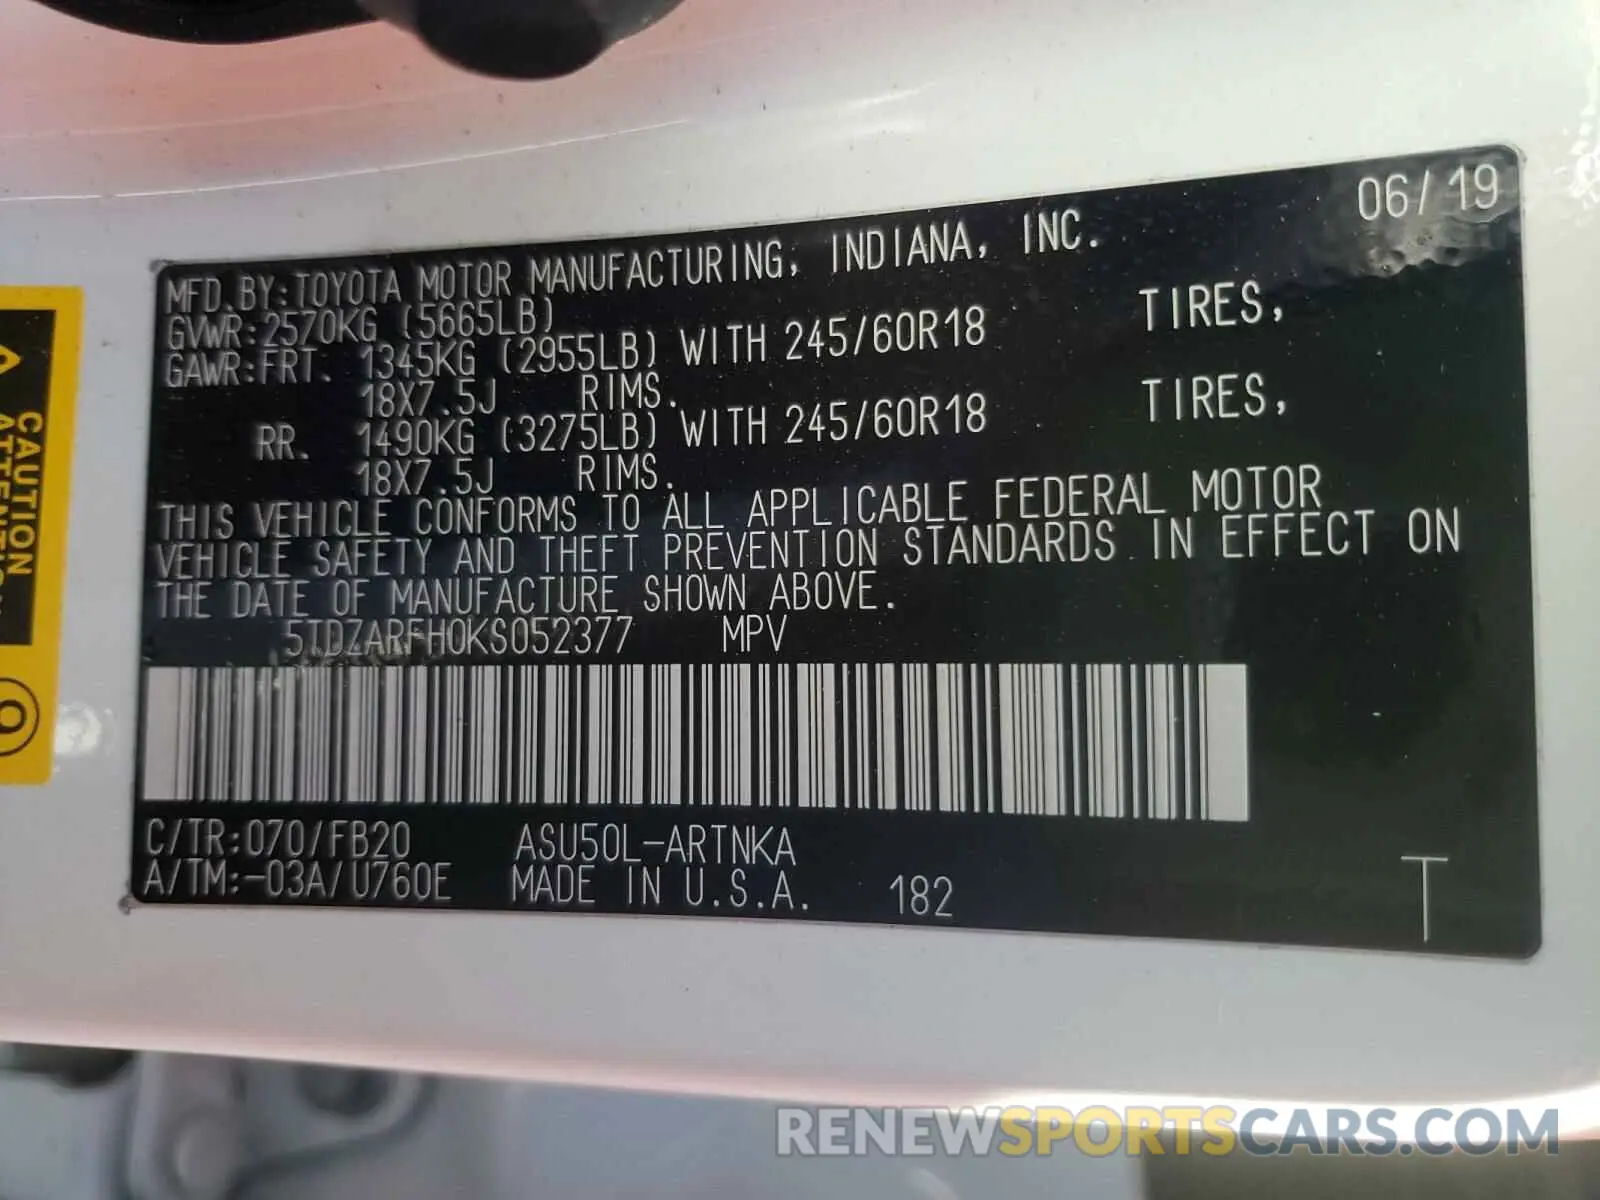 06/19
MFD.BY:TOYOTA MOTOR MANUFACTURING, INDIANA, INC.
GVWR:2570KG (5665LB)
GAWR:FRT. 1345KG (2955LB) WITH 245/60R18 TIRES,
18X7.5J RIMS.
RR. 1490KG (3275LB) WITH 245/60R18 TIRES,
18X7.5J RIMS.
THIS VEHICLE CONFORMS TO ALL APPLICABLE FEDERAL MOTOR
VEHICLE SAFETY AND THEFT PREVENTION STANDARDS IN EFFECT ON
THE DATE OF MANUFACTURE SHOWN ABOVE.
5TDZARFH0KS052377 MPV
C/TR:070/FB20 ASU50L-ARTNKA
A/TM:-03A/U760E MADE IN U.S.A. 182
T
CAUTION
RENEWSPORTSCARS.COM